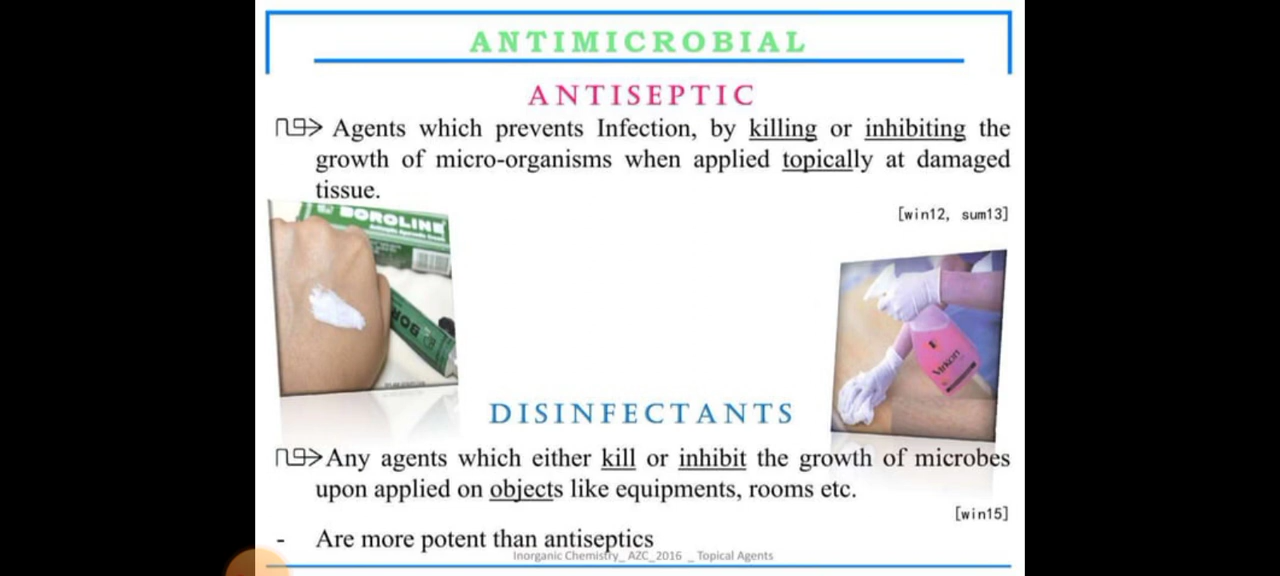 ANTIMICROBIAL
ANTISEPTIC
Agents which prevents Infection, by killing or inhibiting the
growth of micro-organisms when applied topically at damaged
tissue.
[win12, sum13]
BOROLINE
BOR
Virkon
DISINFECTANTS
Any agents which either kill or inhibit the growth of microbes
upon applied on objects like equipments, rooms etc.
[win15]
- Are more potent than antiseptics
Inorganic Chemistry_ AZC_2016 _ Topical Agents